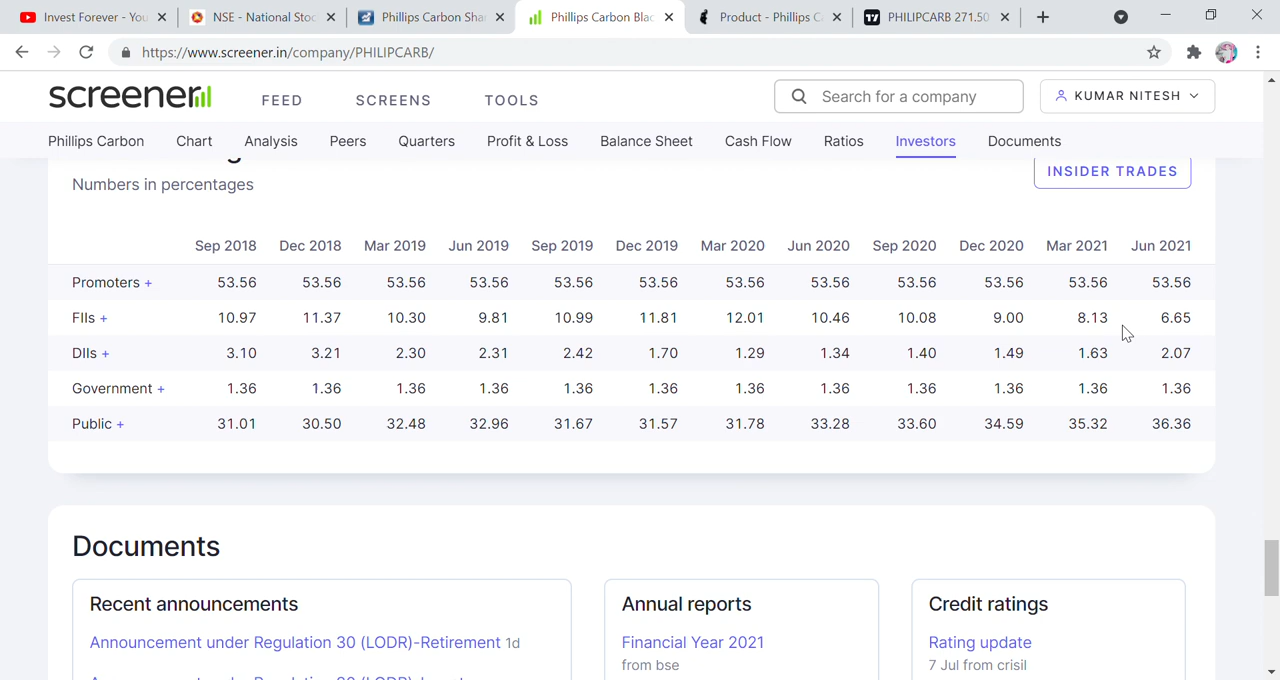 Invest Forever - You
NSE - National Stoc
Phillips Carbon Sha
Phillips Carbon Blac
Product - Phillips C
PHILIPCARB 271.50
https://www.screener.in/company/PHILIPCARB/
screener
FEED
SCREENS
TOOLS
Search for a company
KUMAR NITESH
Phillips Carbon
Chart
Analysis
Peers
Quarters
Profit & Loss
Balance Sheet
Cash Flow
Ratios
Investors
Documents
Numbers in percentages
INSIDER TRADES
Sep 2018 Dec 2018 Mar 2019 Jun 2019 Sep 2019 Dec 2019 Mar 2020 Jun 2020 Sep 2020 Dec 2020 Mar 2021 Jun 2021
Promoters + 53.56 53.56 53.56 53.56 53.56 53.56 53.56 53.56 53.56 53.56 53.56 53.56
FIIs + 10.97 11.37 10.30 9.81 10.99 11.81 12.01 10.46 10.08 9.00 8.13 6.65
DIIs + 3.10 3.21 2.30 2.31 2.42 1.70 1.29 1.34 1.40 1.49 1.63 2.07
Government + 1.36 1.36 1.36 1.36 1.36 1.36 1.36 1.36 1.36 1.36 1.36 1.36
Public + 31.01 30.50 32.48 32.96 31.67 31.57 31.78 33.28 33.60 34.59 35.32 36.36
Documents
Recent announcements
Announcement under Regulation 30 (LODR)-Retirement 1d
Annual reports
Financial Year 2021
from bse
Credit ratings
Rating update
7 Jul from crisil